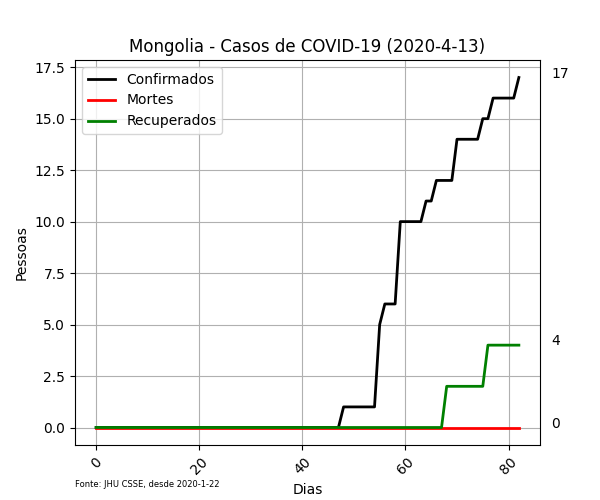 Mongolia - Casos de COVID-19 (2020-4-13)
Confirmados
Mortes
Recuperados
17.5
15.0
12.5
10.0
7.5
5.0
2.5
0.0
Pessoas
17
4
0
0
20
40
60
80
Dias
Fonte: JHU CSSE, desde 2020-1-22